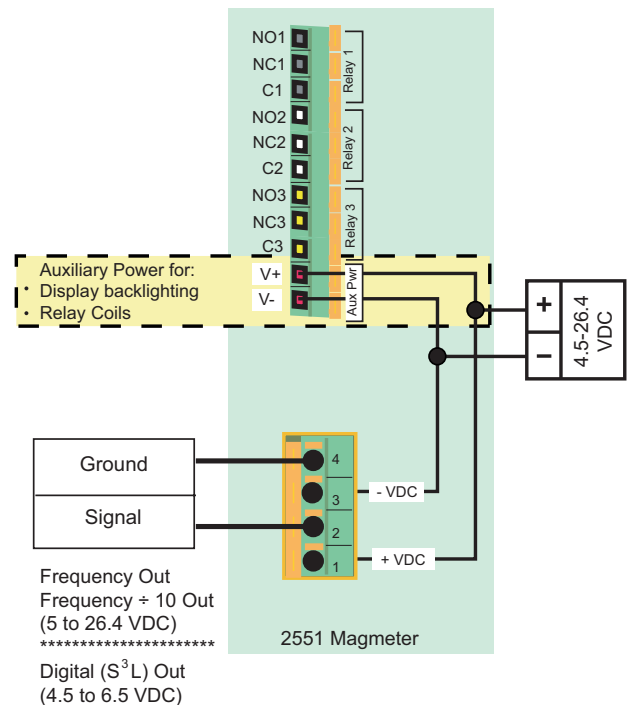 NO1
NC1
C1
Relay 1
NO2
NC2
C2
Relay 2
NO3
NC3
C3
Relay 3
Auxiliary Power for:
• Display backlighting
• Relay Coils
V+
V-
Aux Pwr
+
−
4.5-26.4
VDC
Ground
Signal
4
3
2
1
- VDC
+ VDC
Frequency Out
Frequency ÷ 10 Out
(5 to 26.4 VDC)
**********************
Digital (S³L) Out
(4.5 to 6.5 VDC)
2551 Magmeter